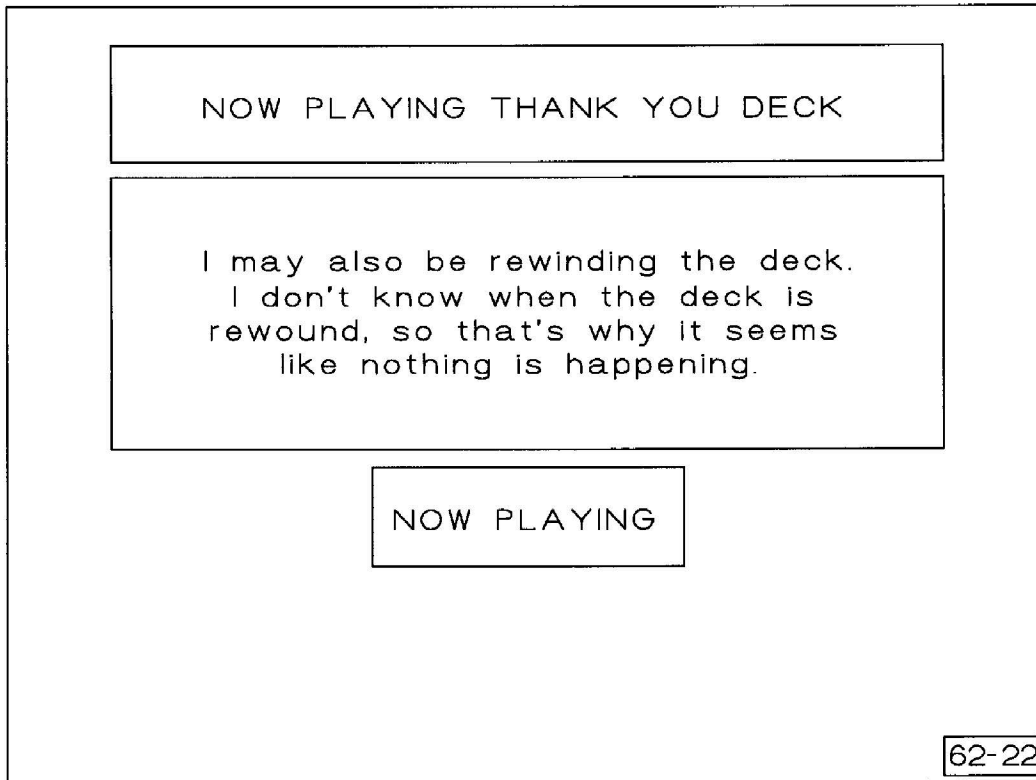 NOW PLAYING THANK YOU DECK
I may also be rewinding the deck.
I don't know when the deck is
rewound, so that's why it seems
like nothing is happening.
NOW PLAYING
62-22